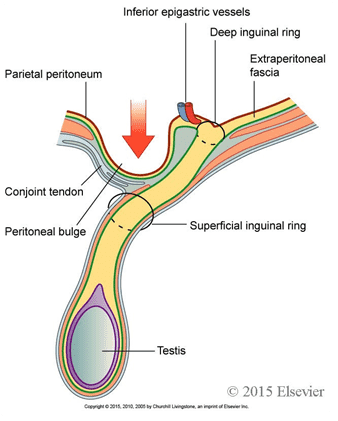 Inferior epigastric vessels
Deep inguinal ring
Extraperitoneal
fascia
Parietal peritoneum
Conjoint tendon
Peritoneal bulge
Superficial inguinal ring
Testis
© 2015 Elsevier
Copyright © 2015, 2010, 2005 by Churchill Livingstone, an imprint of Elsevier Inc.